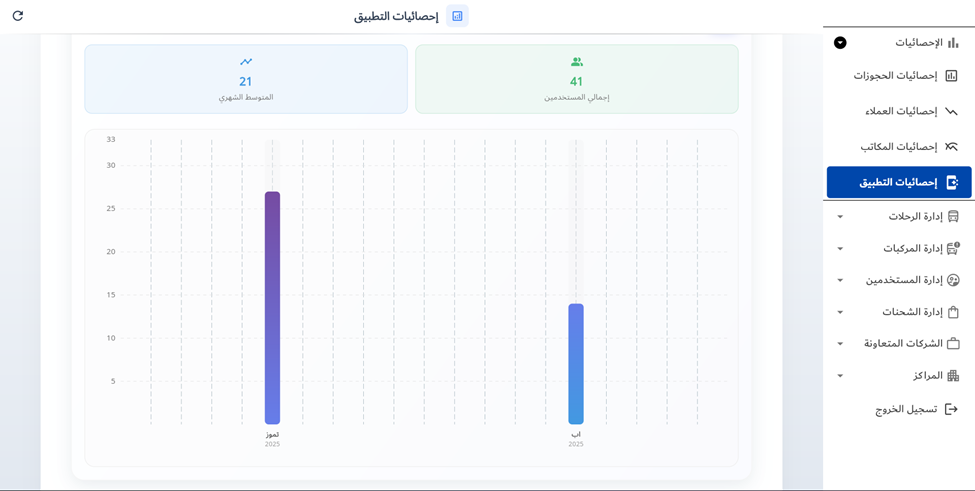 إحصائيات التطبيق
الإحصائيات
إحصائيات الحجوزات
إحصائيات العملاء
إحصائيات المكاتب
إحصائيات التطبيق
إدارة الرحلات
إدارة المركبات
إدارة المستخدمين
إدارة الشحنات
الشركات المتعاونة
المراكز
تسجيل الخروج
41
إجمالي المستخدمين
21
المتوسط الشهري
33
30
25
20
15
10
5
تموز
2025
اب
2025